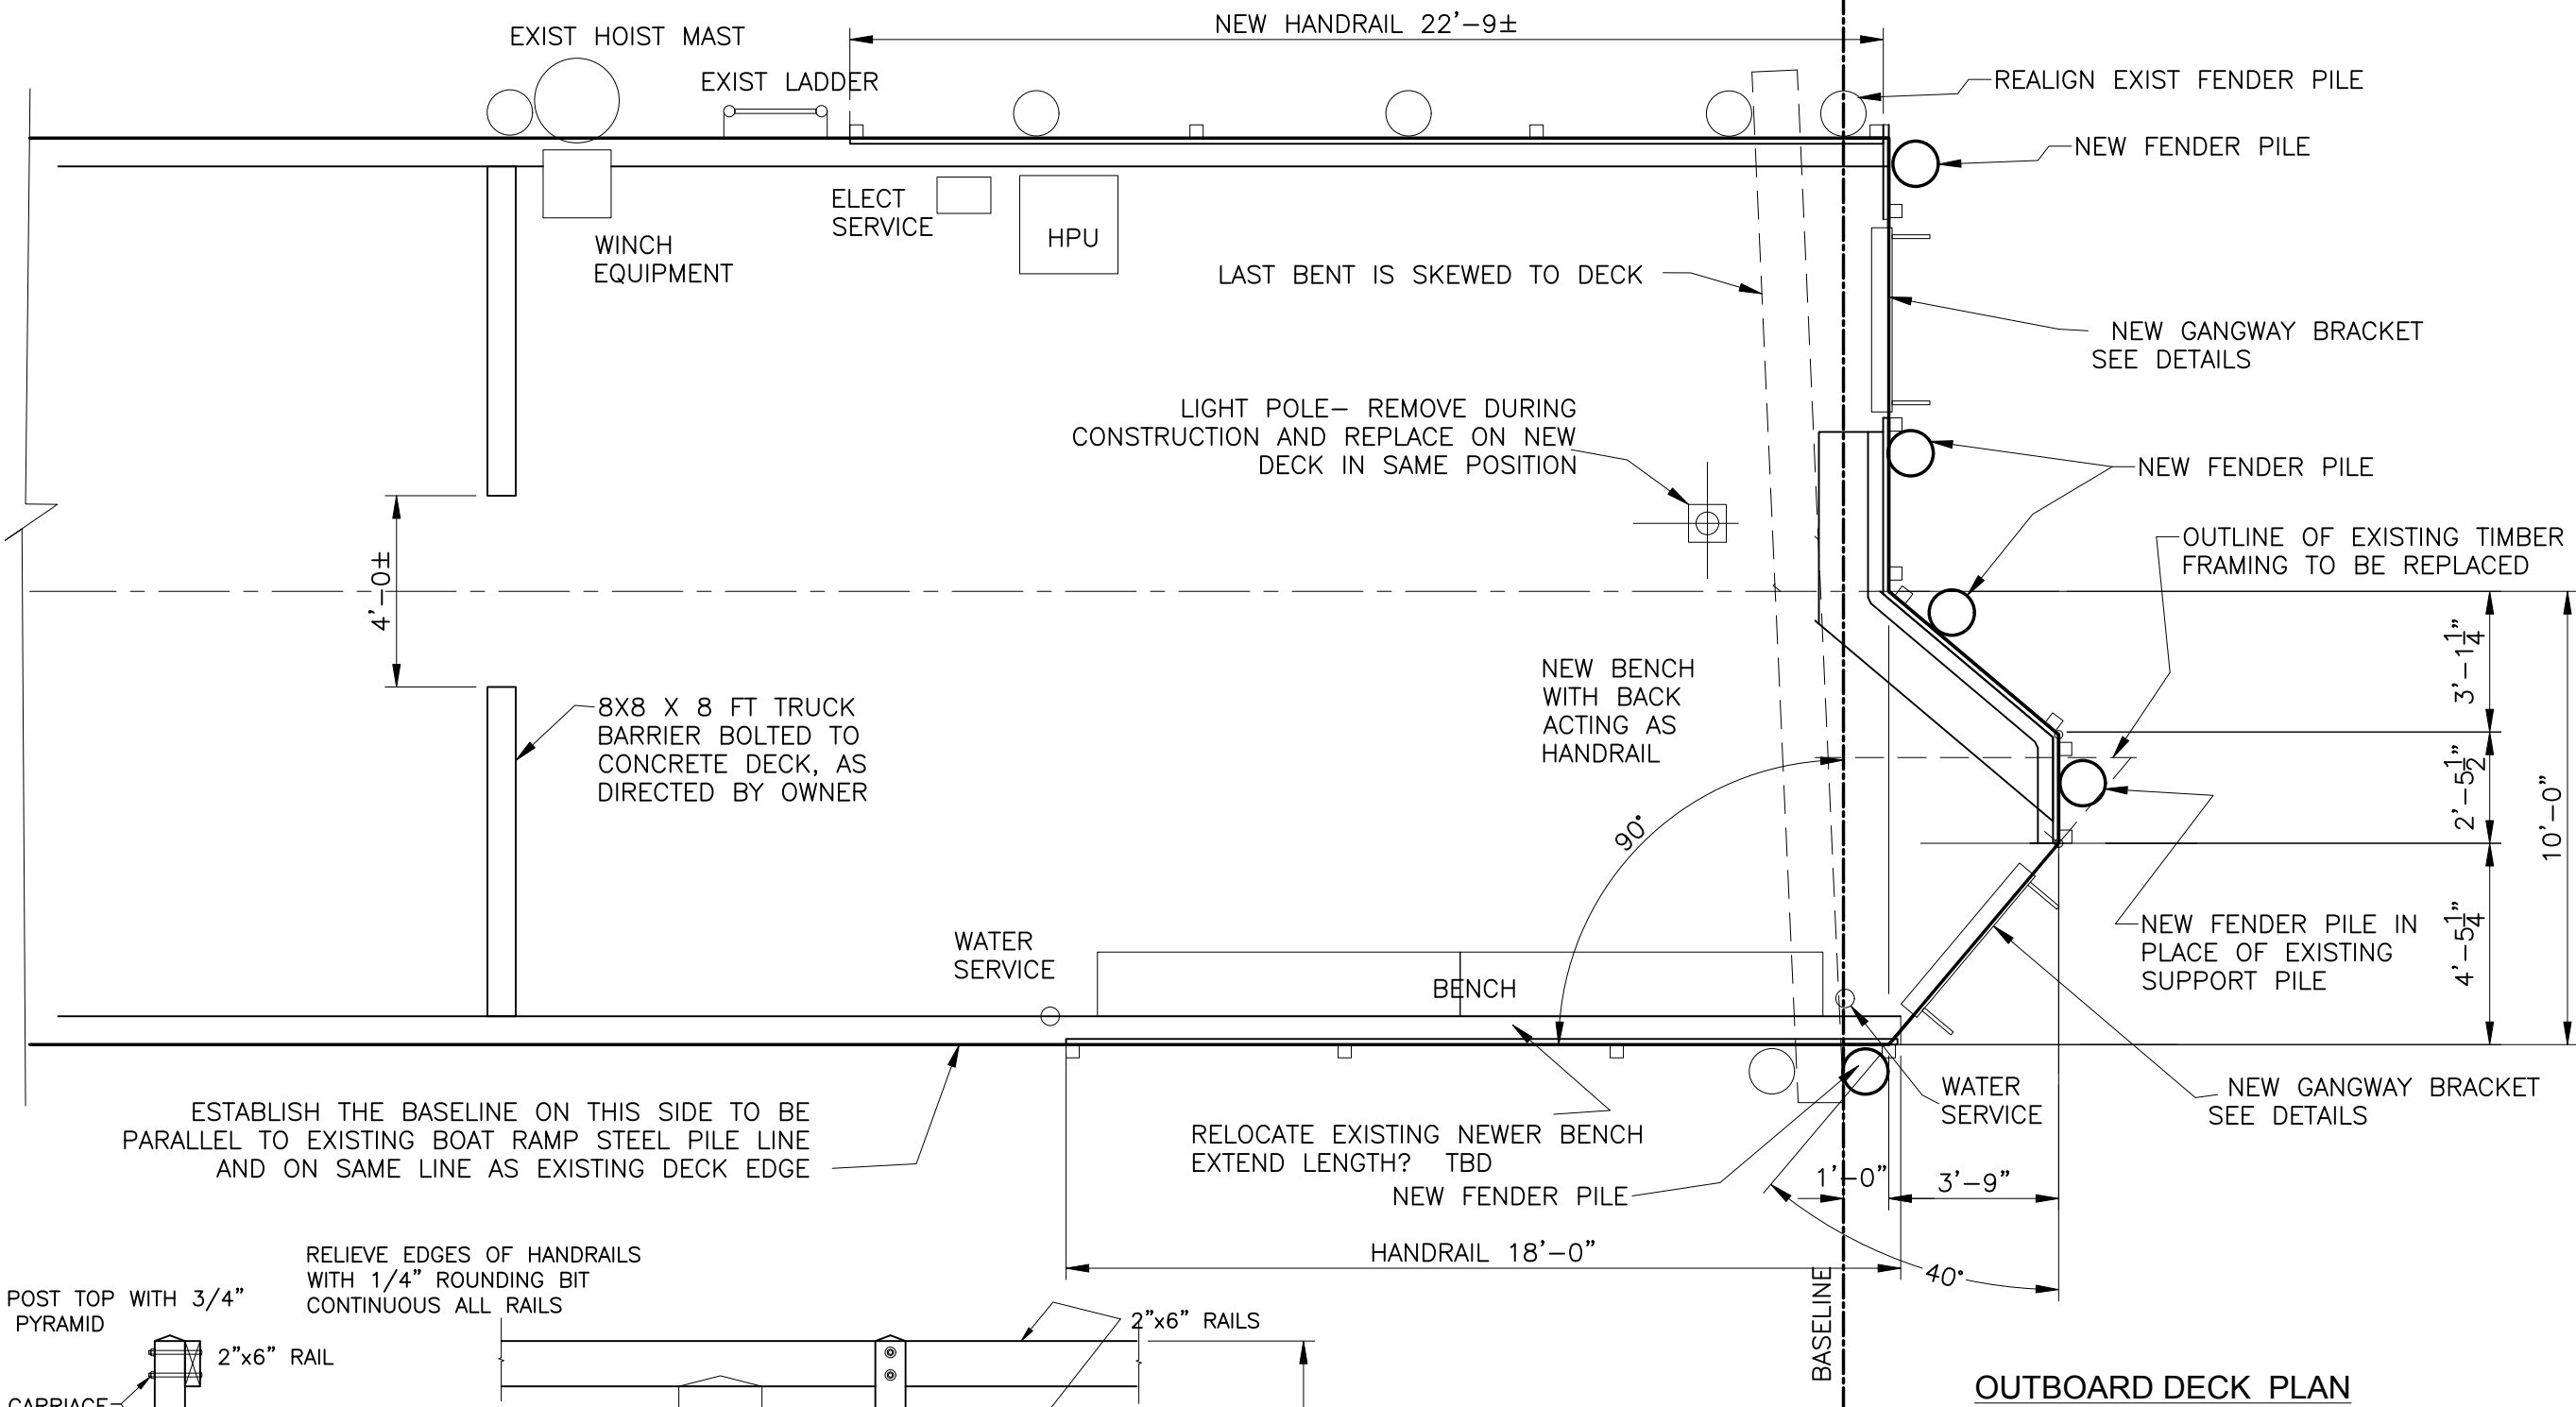 NEW HANDRAIL 22'-9±
EXIST HOIST MAST
EXIST LADDER
REALIGN EXIST FENDER PILE
NEW FENDER PILE
ELECT
SERVICE
HPU
WINCH
EQUIPMENT
LAST BENT IS SKEWED TO DECK
NEW GANGWAY BRACKET
SEE DETAILS
LIGHT POLE- REMOVE DURING
CONSTRUCTION AND REPLACE ON NEW
DECK IN SAME POSITION
NEW FENDER PILE
OUTLINE OF EXISTING TIMBER
FRAMING TO BE REPLACED
4'-0±
3'-1 1/4"
2'-5 1/2"
4'-5 1/4"
10'-0"
NEW BENCH
WITH BACK
ACTING AS
HANDRAIL
8X8 X 8 FT TRUCK
BARRIER BOLTED TO
CONCRETE DECK, AS
DIRECTED BY OWNER
90°
WATER
SERVICE
BENCH
NEW FENDER PILE IN
PLACE OF EXISTING
SUPPORT PILE
ESTABLISH THE BASELINE ON THIS SIDE TO BE
PARALLEL TO EXISTING BOAT RAMP STEEL PILE LINE
AND ON SAME LINE AS EXISTING DECK EDGE
RELOCATE EXISTING NEWER BENCH
EXTEND LENGTH? TBD
NEW FENDER PILE
WATER
SERVICE
NEW GANGWAY BRACKET
SEE DETAILS
1'-0"
3'-9"
HANDRAIL 18'-0"
40°
BASELINE
RELIEVE EDGES OF HANDRAILS
WITH 1/4" ROUNDING BIT
CONTINUOUS ALL RAILS
POST TOP WITH 3/4"
PYRAMID
2"x6" RAIL
2"x6" RAILS
CARRIAGE
OUTBOARD DECK PLAN